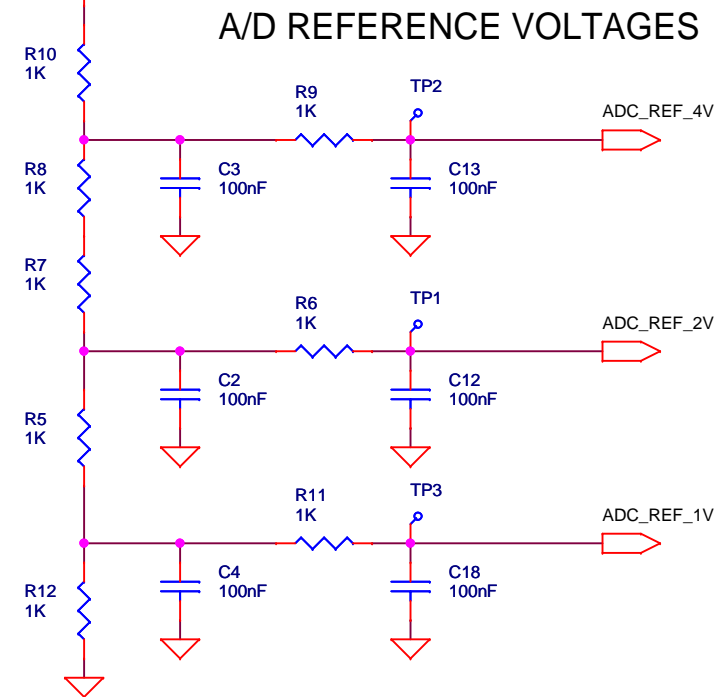 A/D REFERENCE VOLTAGES
R10
1K
R9
1K
TP2
ADC_REF_4V
R8
1K
C3
100nF
C13
100nF
R7
1K
R6
1K
TP1
ADC_REF_2V
C2
100nF
C12
100nF
R5
1K
R11
1K
TP3
ADC_REF_1V
R12
1K
C4
100nF
C18
100nF